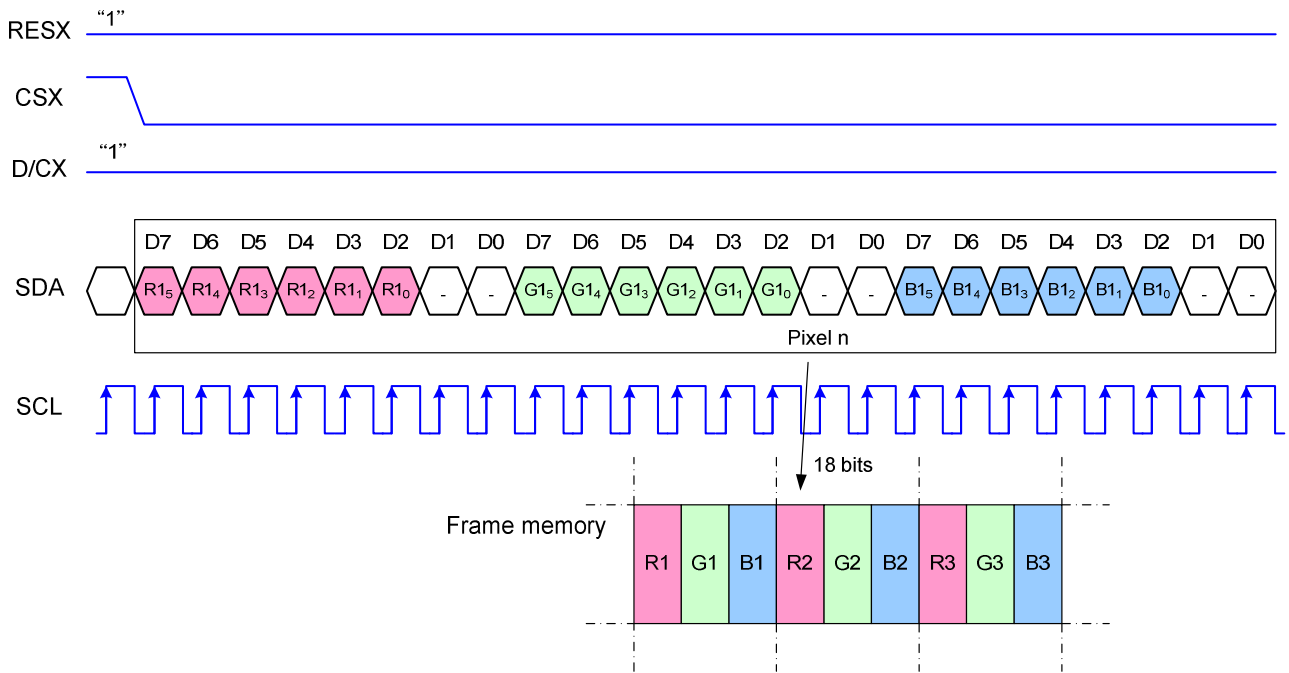 RESX “1”
CSX
D/CX “1”
D7 D6 D5 D4 D3 D2 D1 D0 D7 D6 D5 D4 D3 D2 D1 D0 D7 D6 D5 D4 D3 D2 D1 D0
SDA R1₅ R1₄ R1₃ R1₂ R1₁ R1₀ - - G1₅ G1₄ G1₃ G1₂ G1₁ G1₀ - - B1₅ B1₄ B1₃ B1₂ B1₁ B1₀ - -
Pixel n
SCL
18 bits
Frame memory
R1 G1 B1 R2 G2 B2 R3 G3 B3